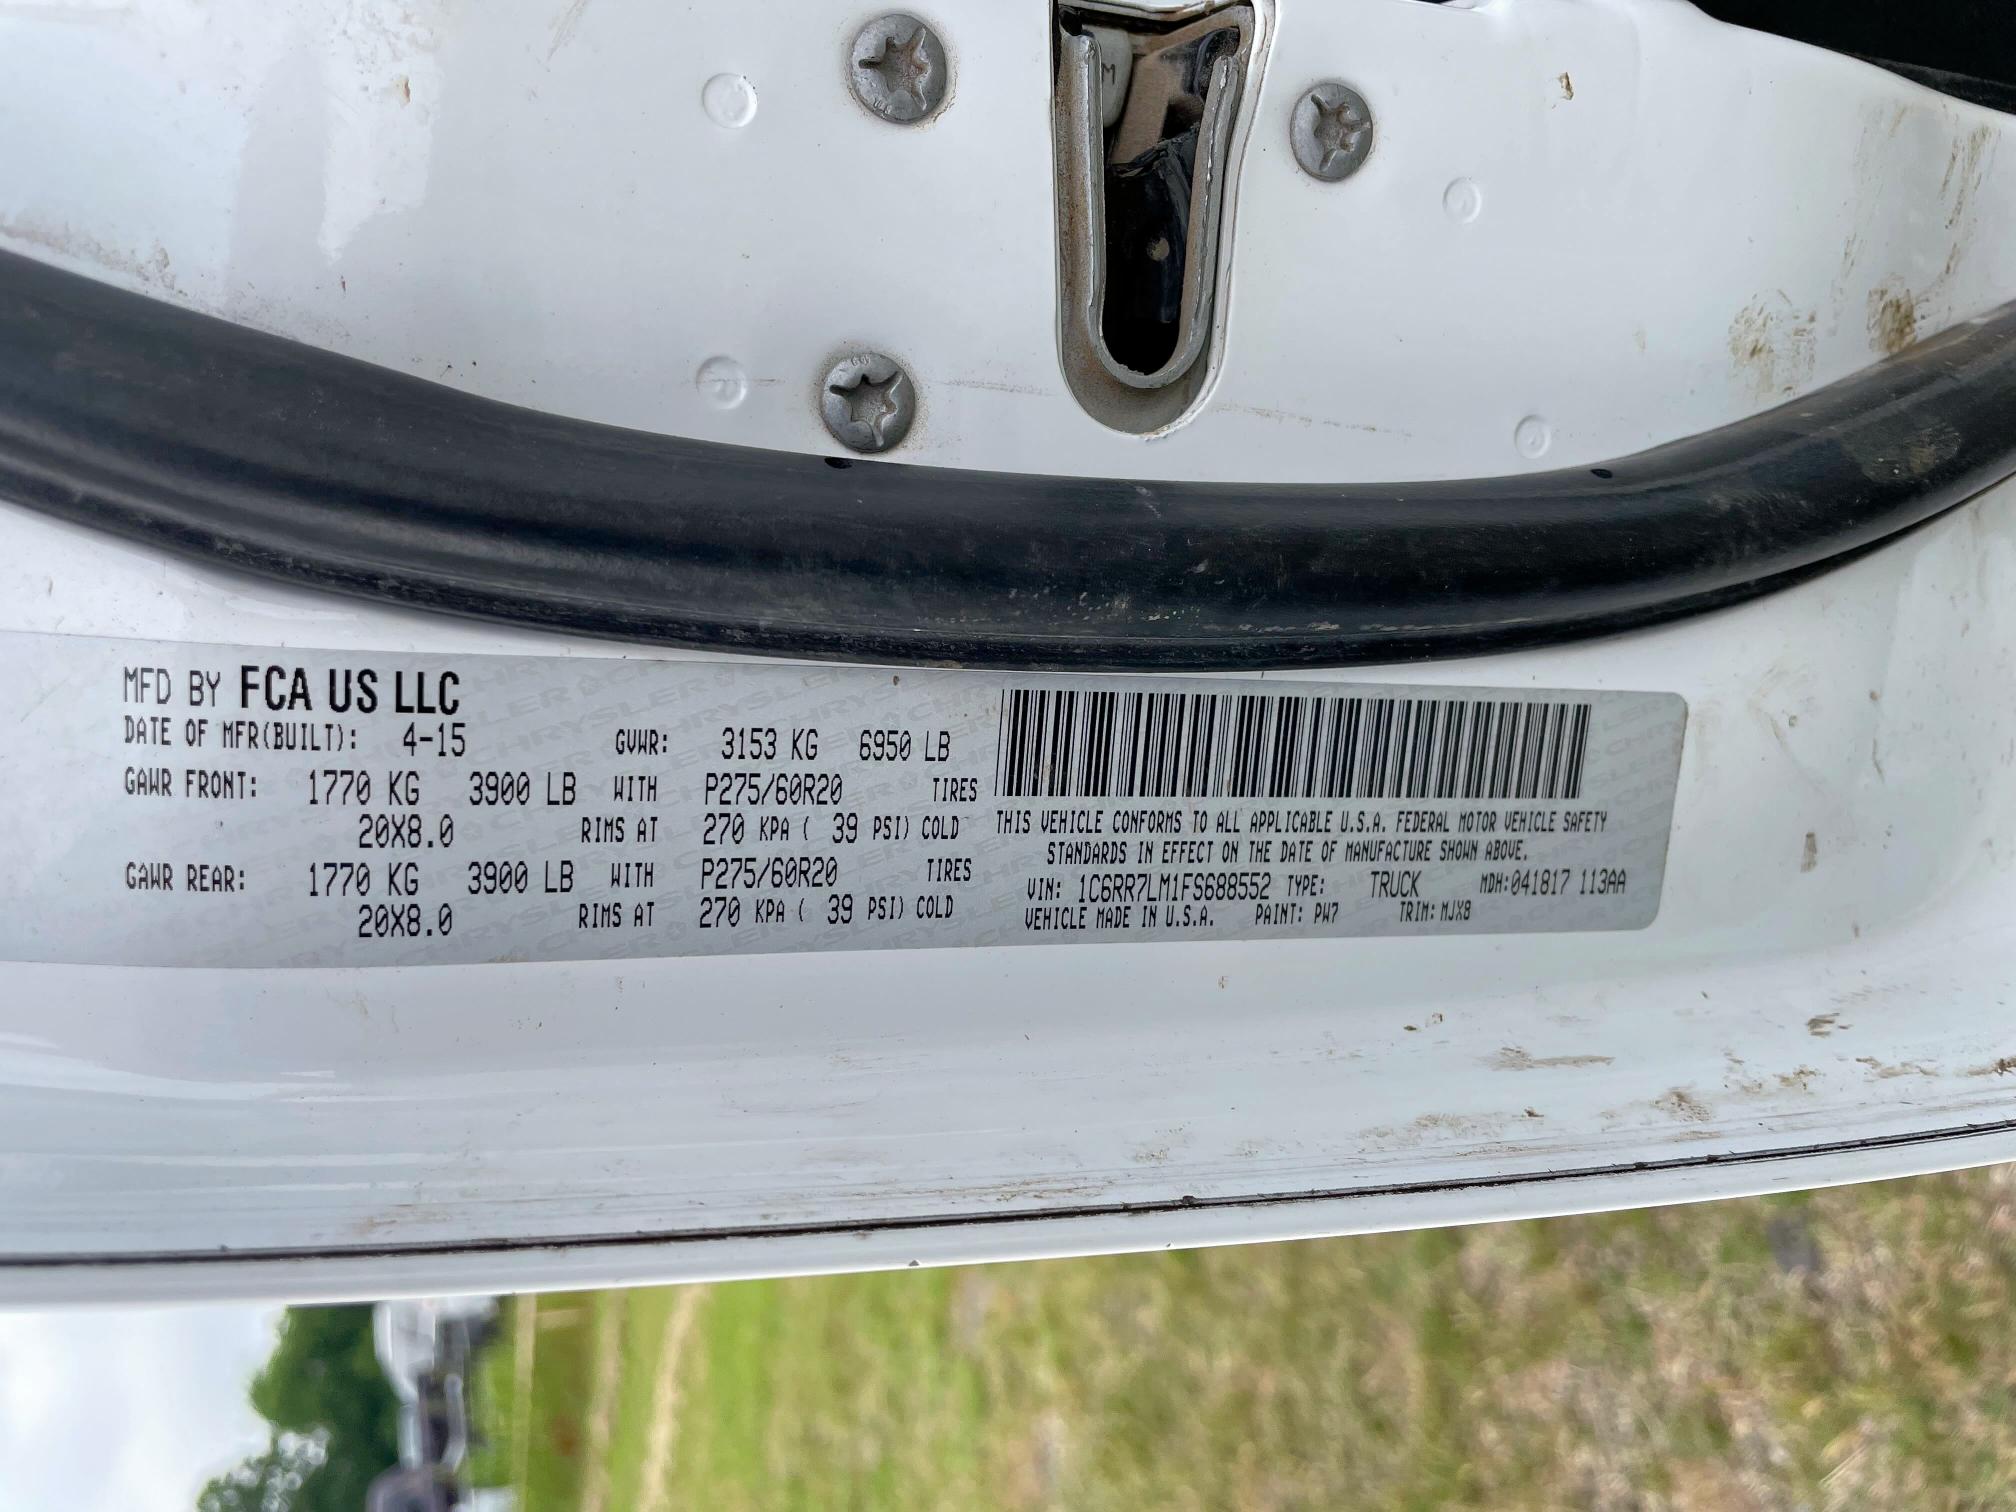 MFD BY FCA US LLC
DATE OF MFR(BUILT): 4-15 GVWR: 3153 KG 6950 LB
GAWR FRONT: 1770 KG 3900 LB WITH P275/60R20 TIRES
20X8.0 RIMS AT 270 KPA ( 39 PSI) COLD
GAWR REAR: 1770 KG 3900 LB WITH P275/60R20 TIRES
20X8.0 RIMS AT 270 KPA ( 39 PSI) COLD
THIS VEHICLE CONFORMS TO ALL APPLICABLE U.S.A. FEDERAL MOTOR VEHICLE SAFETY
STANDARDS IN EFFECT ON THE DATE OF MANUFACTURE SHOWN ABOVE.
VIN: 1C6RR7LM1FS688552 TYPE: TRUCK MDH:041817 113AA
VEHICLE MADE IN U.S.A. PAINT: PW7 TRIM: MJX8